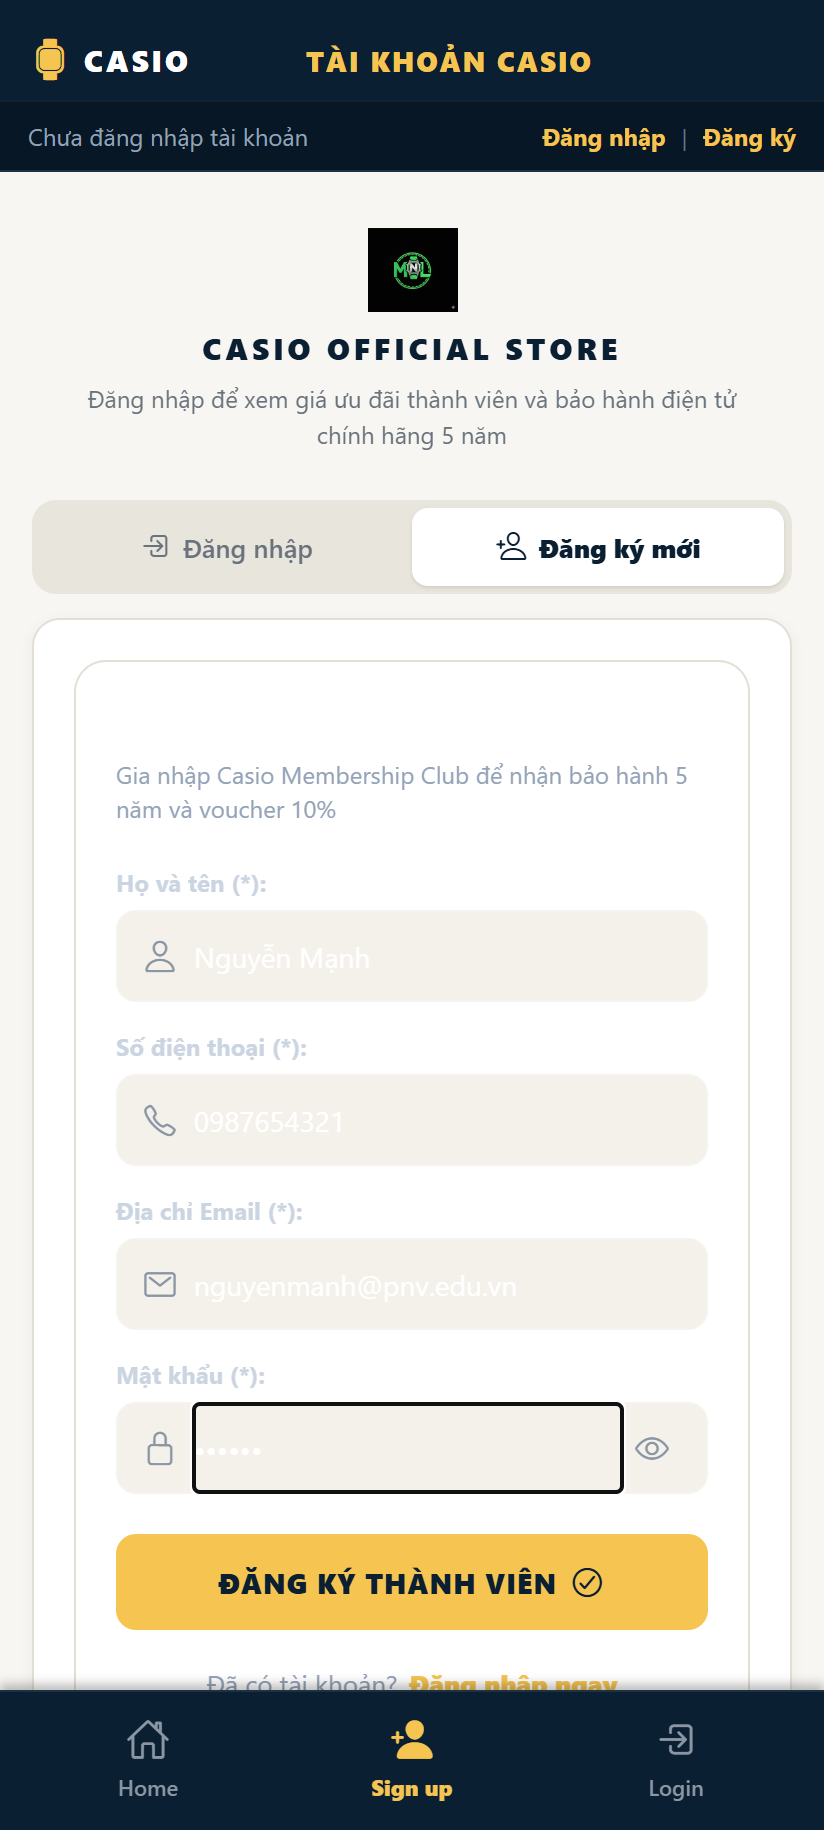 CASIO
TÀI KHOẢN CASIO
Chưa đăng nhập tài khoản
Đăng nhập | Đăng ký
MNL
CASIO OFFICIAL STORE
Đăng nhập để xem giá ưu đãi thành viên và bảo hành điện tử
chính hãng 5 năm
Đăng nhập
Đăng ký mới
Gia nhập Casio Membership Club để nhận bảo hành 5
năm và voucher 10%
Họ và tên (*):
Nguyễn Mạnh
Số điện thoại (*):
0987654321
Địa chỉ Email (*):
nguyenmanh@pnv.edu.vn
Mật khẩu (*):
••••••
ĐĂNG KÝ THÀNH VIÊN
Đã có tài khoản? Đăng nhập ngay
Home
Sign up
Login